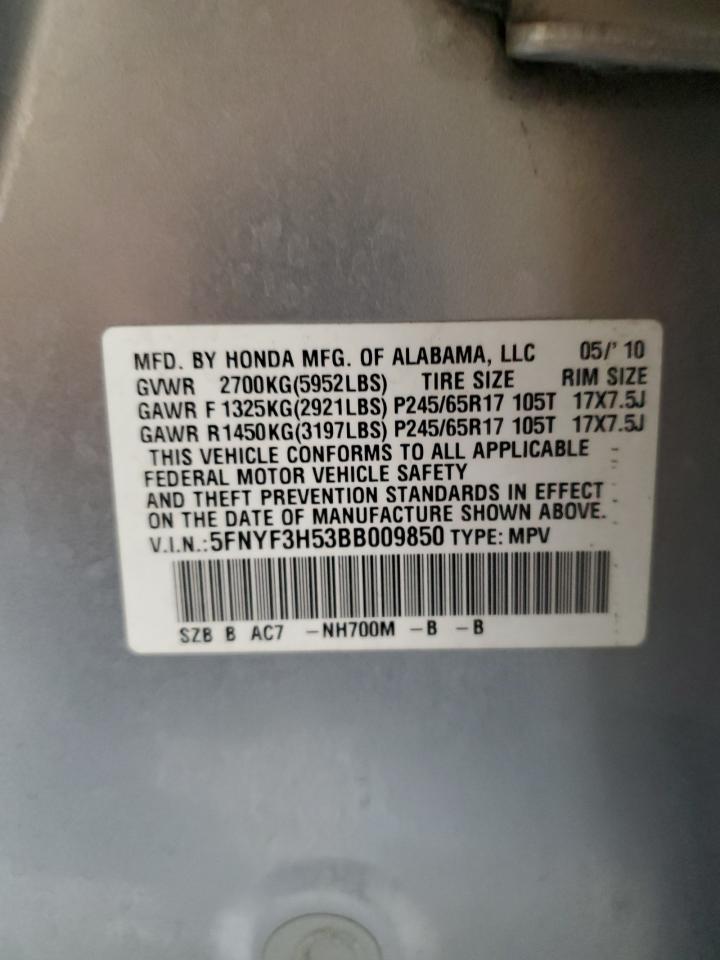 MFD. BY HONDA MFG. OF ALABAMA, LLC 05/' 10
GVWR 2700KG(5952LBS) TIRE SIZE RIM SIZE
GAWR F 1325KG(2921LBS) P245/65R17 105T 17X7.5J
GAWR R1450KG(3197LBS) P245/65R17 105T 17X7.5J
THIS VEHICLE CONFORMS TO ALL APPLICABLE
FEDERAL MOTOR VEHICLE SAFETY
AND THEFT PREVENTION STANDARDS IN EFFECT
ON THE DATE OF MANUFACTURE SHOWN ABOVE.
V.I.N.:5FNYF3H53BB009850 TYPE: MPV
SZB B AC7 -NH700M -B -B